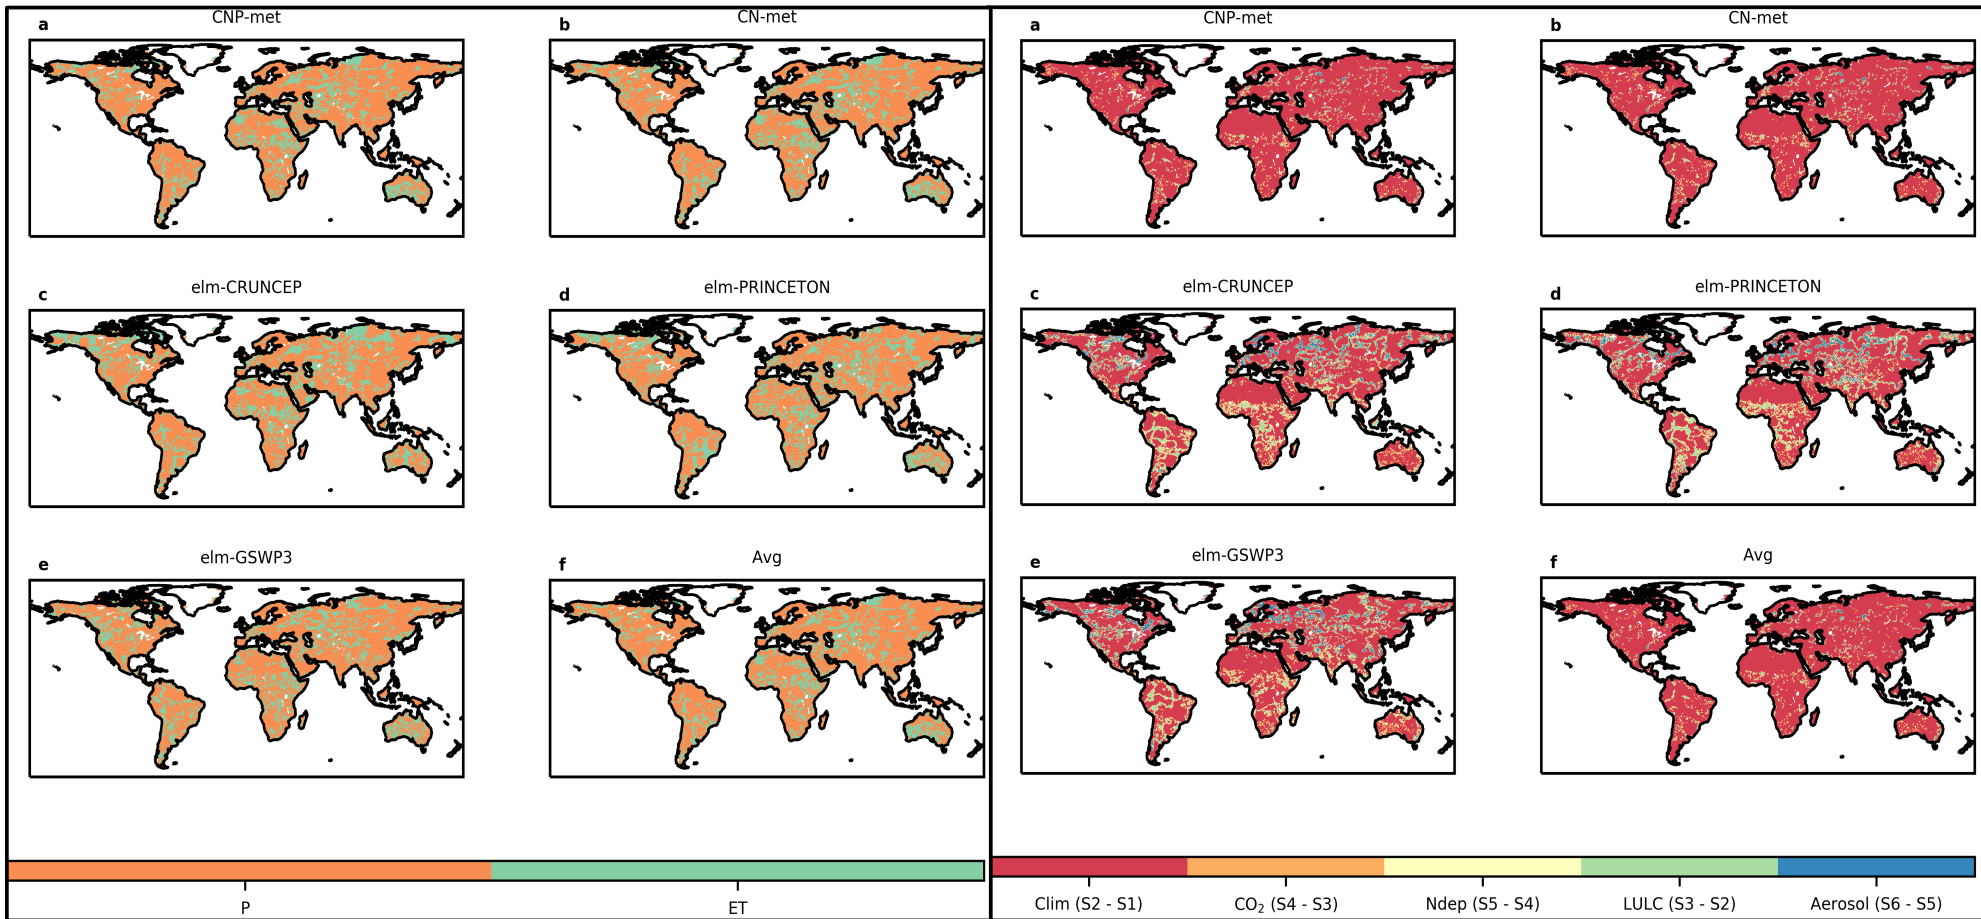 a
CNP-met
b
CN-met
c
elm-CRUNCEP
d
elm-PRINCETON
e
elm-GSWP3
f
Avg
P
ET
a
CNP-met
b
CN-met
c
elm-CRUNCEP
d
elm-PRINCETON
e
elm-GSWP3
f
Avg
Clim (S2 - S1)
CO₂ (S4 - S3)
Ndep (S5 - S4)
LULC (S3 - S2)
Aerosol (S6 - S5)